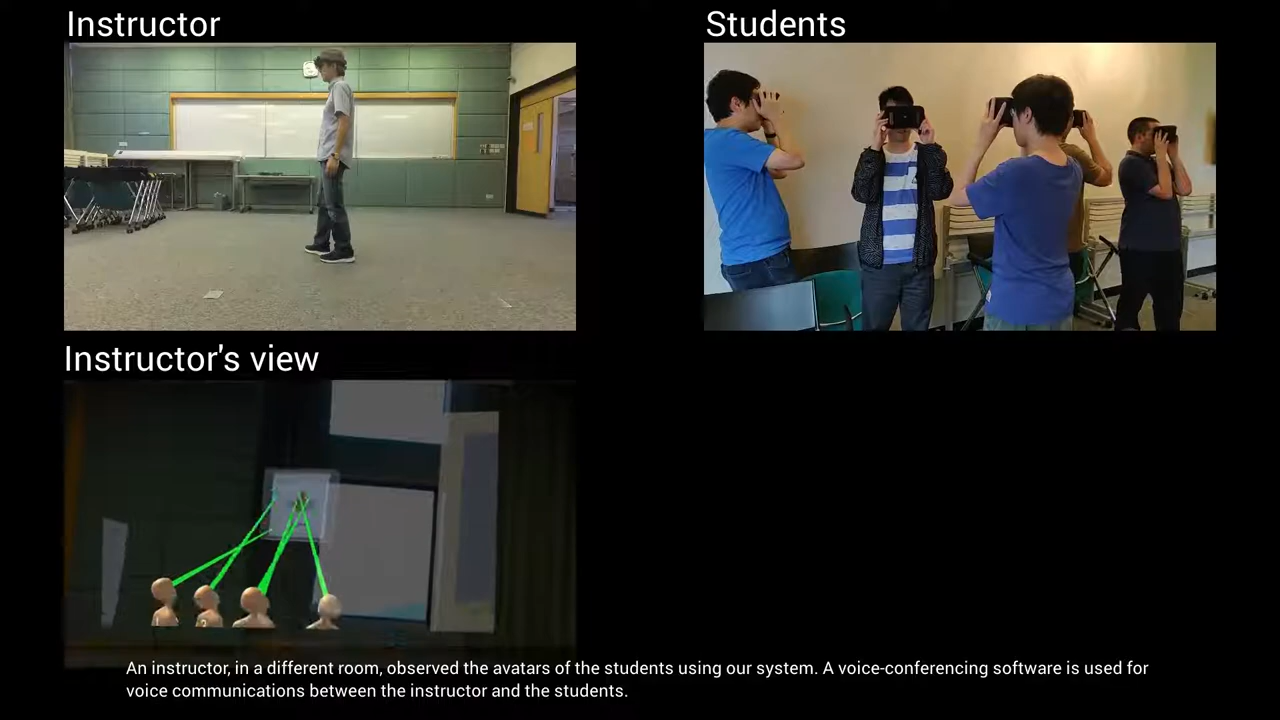 Instructor
Students
Instructor's view
An instructor, in a different room, observed the avatars of the students using our system. A voice-conferencing software is used for
voice communications between the instructor and the students.